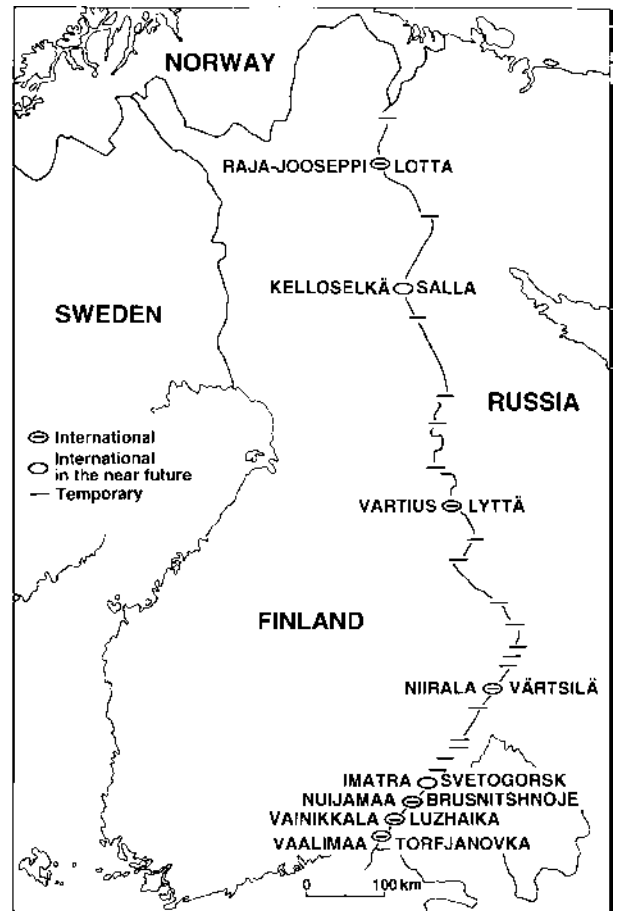 NORWAY
RAJA-JOOSEPPI LOTTA
KELLOSELKÄ SALLA
SWEDEN
RUSSIA
International
International
in the near future
Temporary
VARTIUS LYTTÄ
FINLAND
NIIRALA VÄRTSILÄ
IMATRA SVETOGORSK
NUIJAMAA BRUSNITSHNOJE
VAINIKKALA LUZHAIKA
VAALIMAA TORFJANOVKA
0 100 km